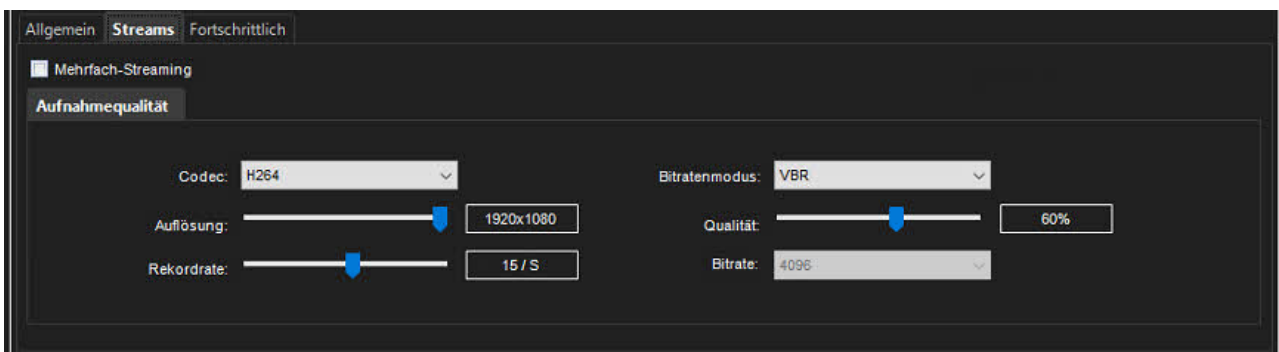 Allgemein Streams Fortschrittlich
Mehrfach-Streaming
Aufnahmequalität
Codec: H264 Bitratenmodus: VBR
Auflösung: 1920x1080 Qualität: 60%
Rekordrate: 15 / S Bitrate: 4096